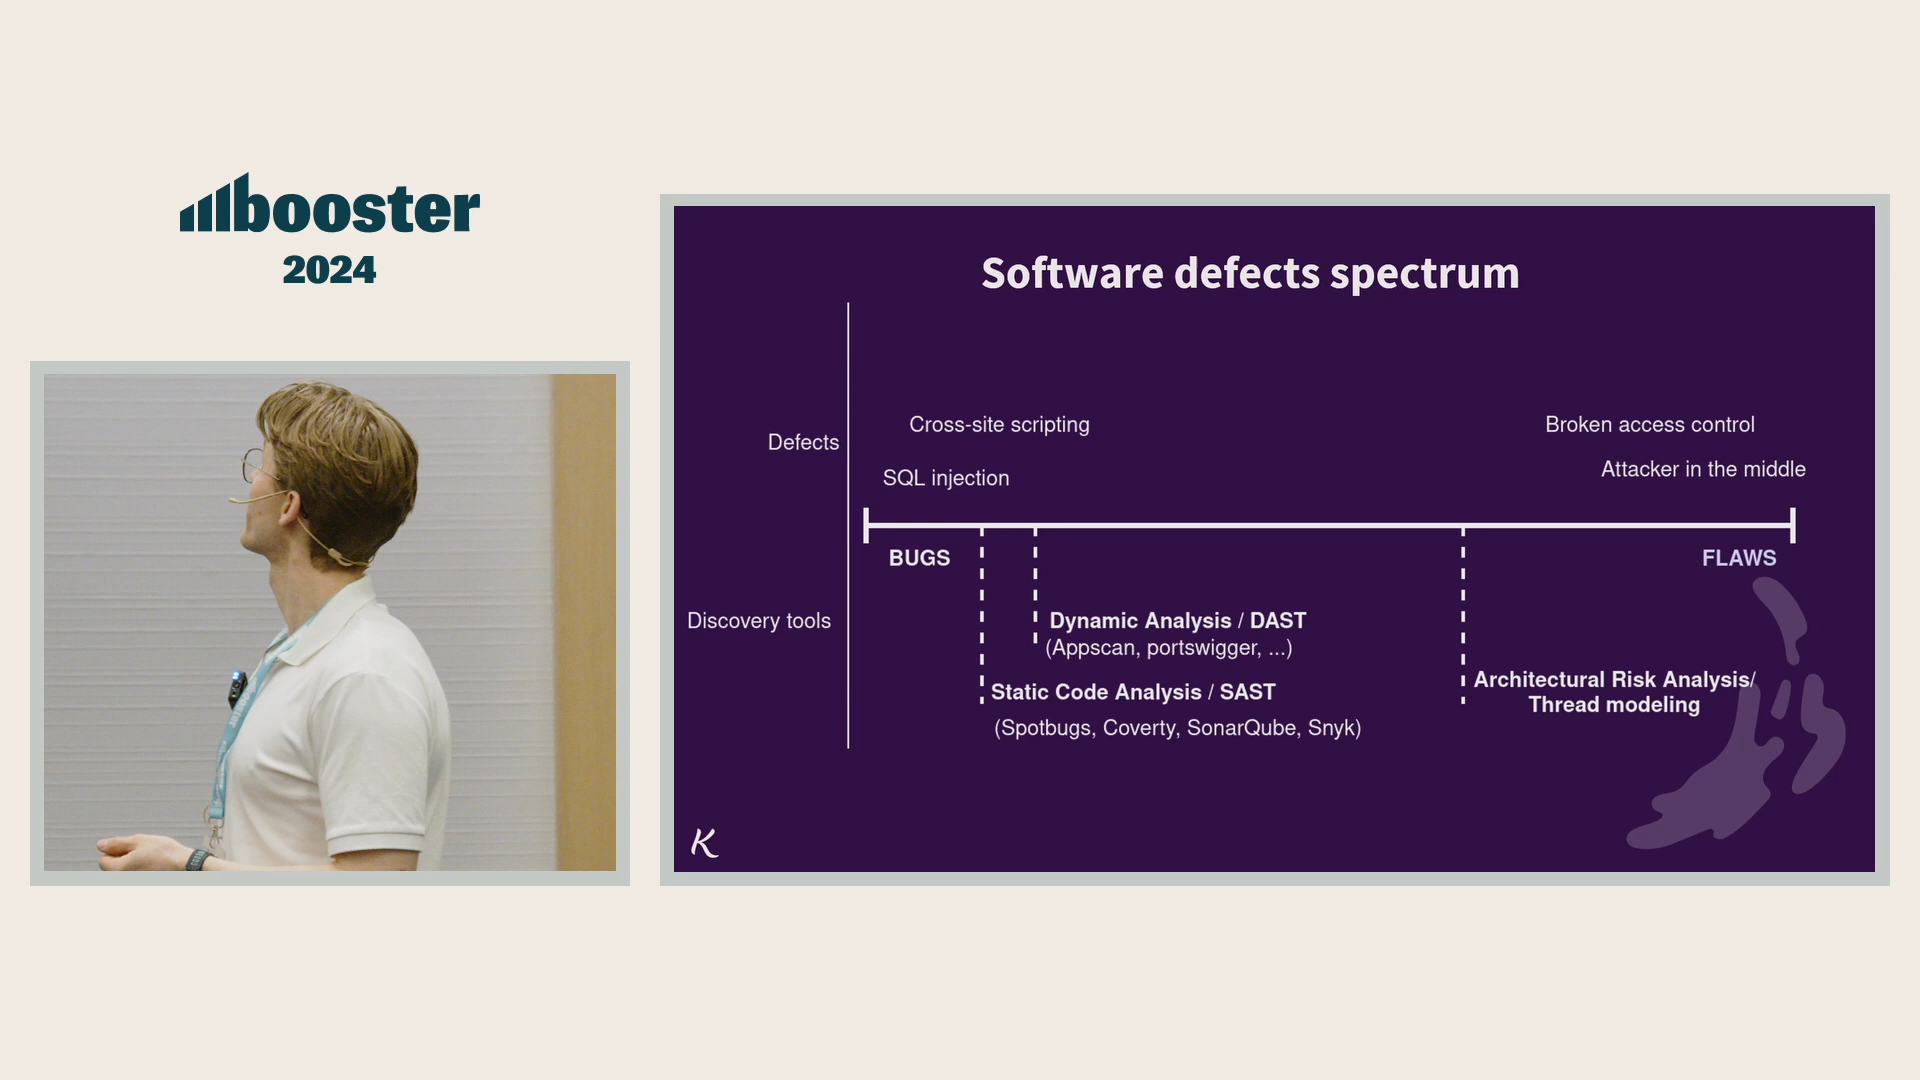 booster
2024
Software defects spectrum
Cross-site scripting
Broken access control
Defects
Attacker in the middle
SQL injection
BUGS
FLAWS
Discovery tools
Dynamic Analysis / DAST
(Appscan, portswigger, ...)
Static Code Analysis / SAST
(Spotbugs, Coverty, SonarQube, Snyk)
Architectural Risk Analysis/
Thread modeling
K
booster